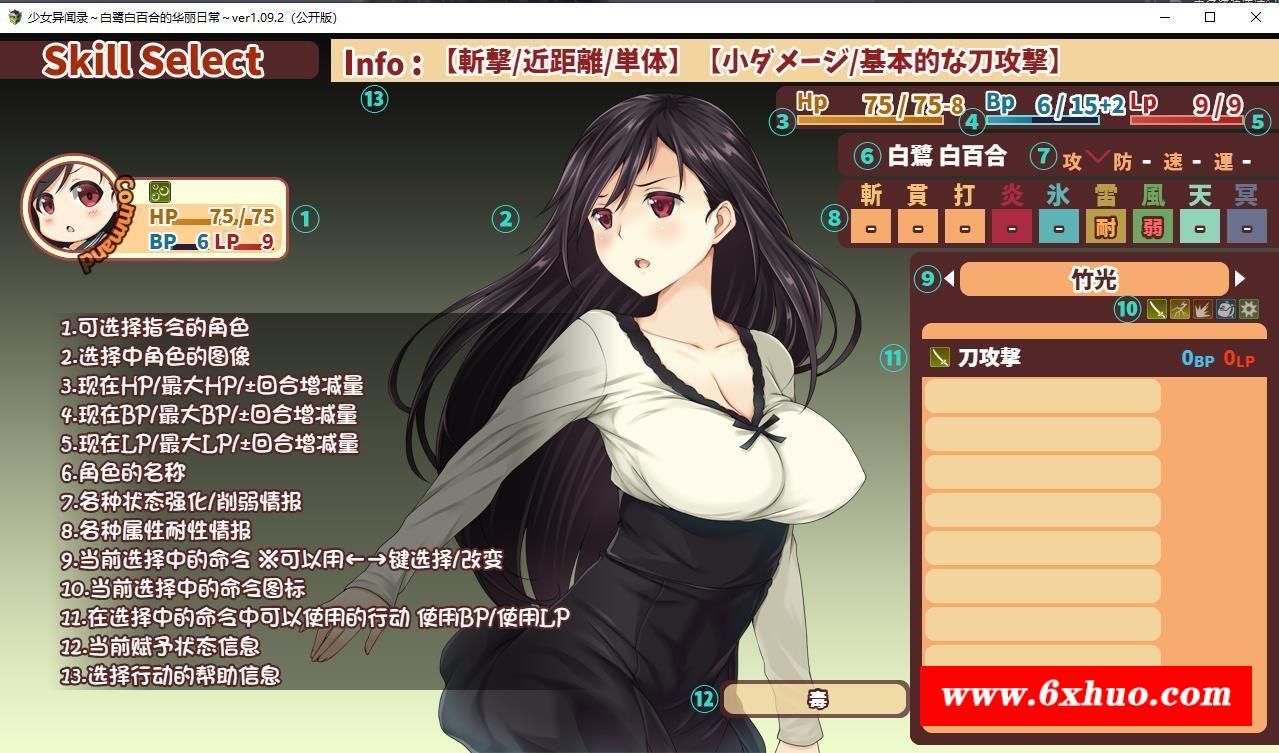 少女异闻录～白鹭白百合的华丽日常～ver1.09.2（公开版）
Skill Select
Info： 【斬撃/近距離/単体】 【小ダメージ/基本的な刀攻撃】
⑬
③ Hp 75/75-8 ④ Bp 6/15+2 Lp 9/9 ⑤
⑥ 白鷺 白百合 ⑦ 攻 防 - 速 - 運 -
斬 貫 打 炎 氷 雷 風 天 冥
⑧ - - - - - 耐 弱 - -
command
HP 75/75
BP 6 LP 9
①
②
⑨ 竹光
⑩
⑪ 刀攻撃 0BP 0LP
1.可选择指令的角色
2.选择中角色的图像
3.现在HP/最大HP/±回合增减量
4.现在BP/最大BP/±回合增减量
5.现在LP/最大LP/±回合增减量
6.角色的名称
7.各种状态强化/削弱情报
8.各种属性耐性情报
9.当前选择中的命令 ※可以用←→键选择/改变
10.当前选择中的命令图标
11.在选择中的命令中可以使用的行动 使用BP/使用LP
12.当前赋予状态信息
13.选择行动的帮助信息
⑫ 毒
www.6xhuo.com